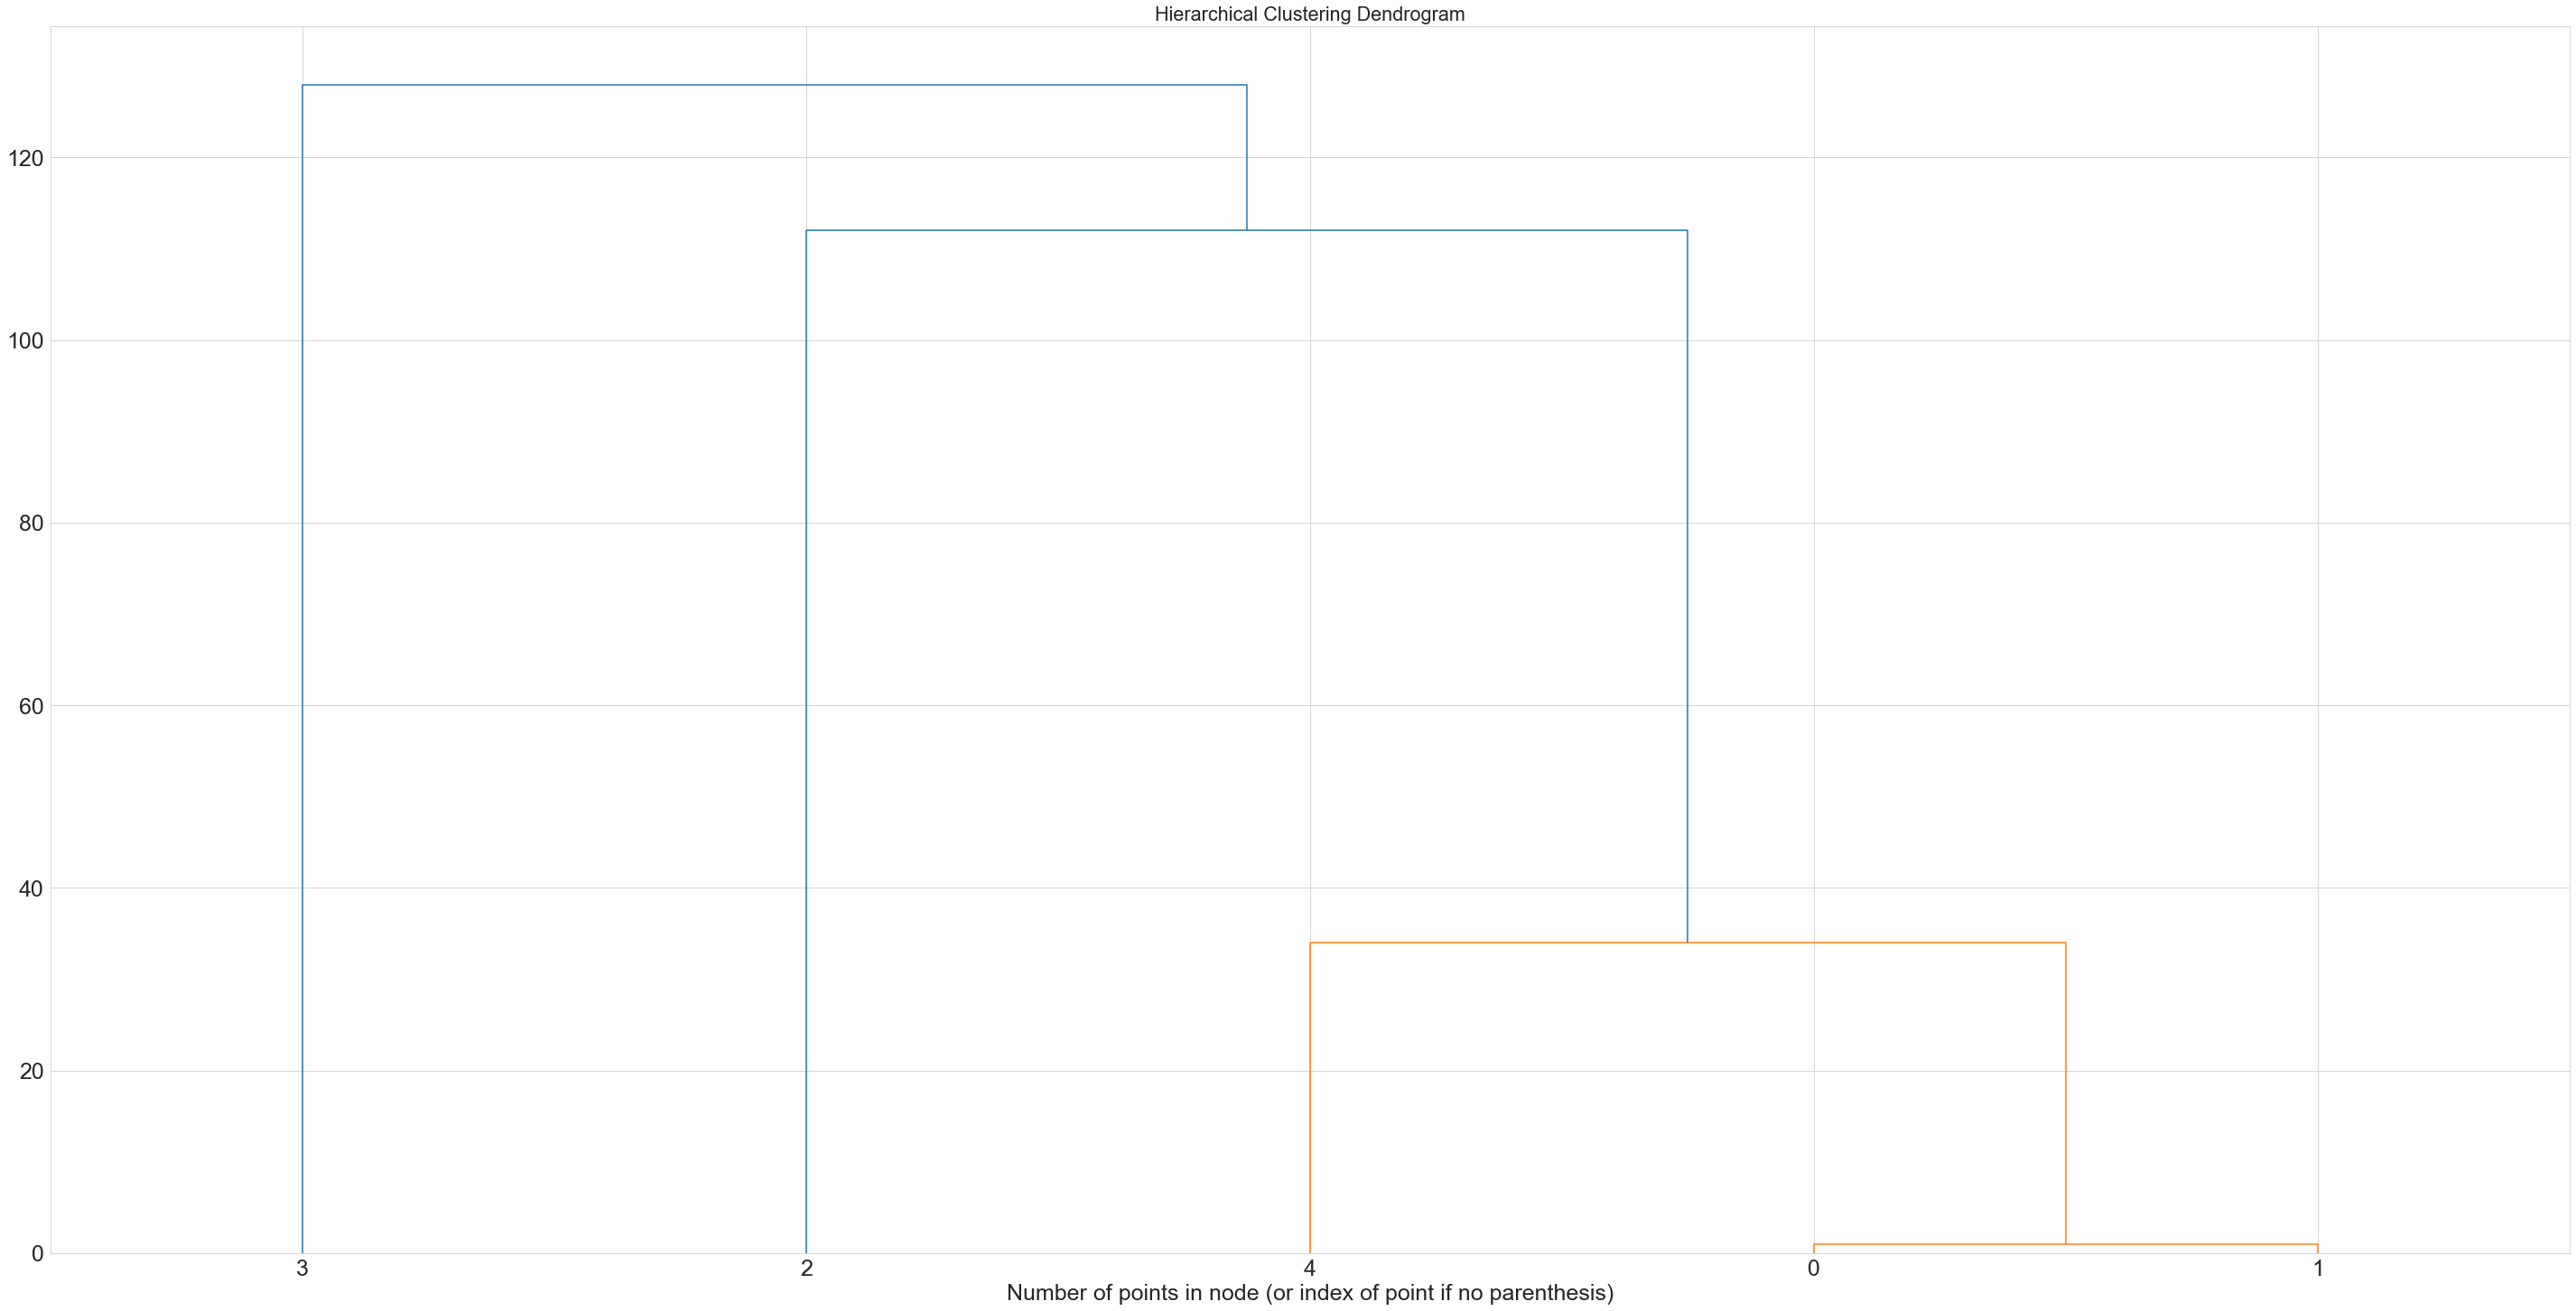 Hierarchical Clustering Dendrogram
120
100
80
60
40
20
0
3 2 4 0 1
Number of points in node (or index of point if no parenthesis)